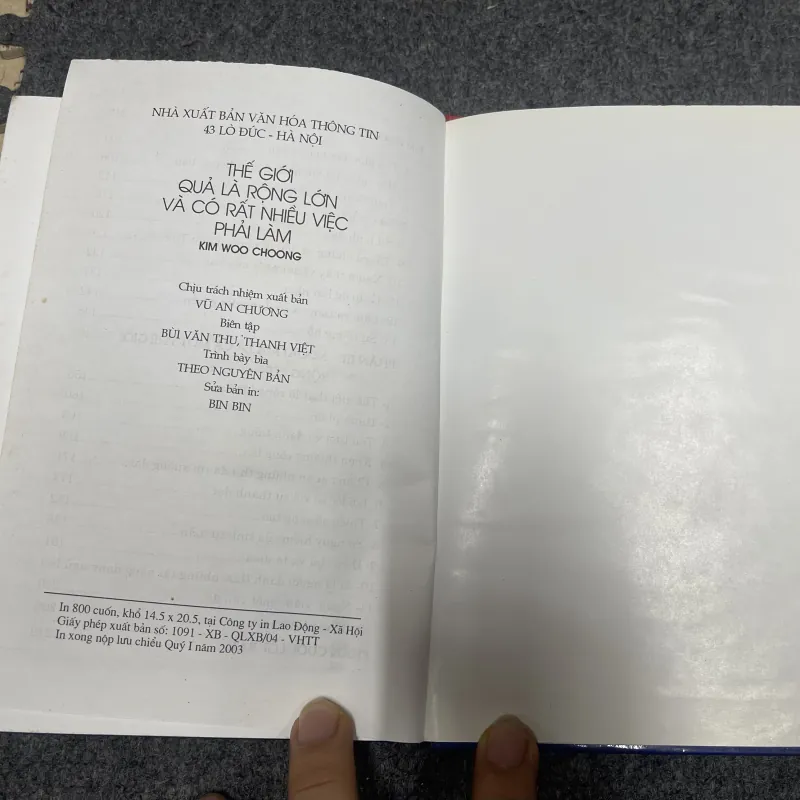 NHÀ XUẤT BẢN VĂN HÓA THÔNG TIN
43 LÒ ĐÚC - HÀ NỘI
THẾ GIỚI
QUẢ LÀ RỘNG LỚN
VÀ CÓ RẤT NHIỀU VIỆC
PHẢI LÀM
KIM WOO CHOONG
Chịu trách nhiệm xuất bản
VŨ AN CHƯƠNG
Biên tập
BÙI VĂN THU, THANH VIỆT
Trình bày bìa
THEO NGUYÊN BẢN
Sửa bản in:
BIN BIN
In 800 cuốn, khổ 14.5 x 20.5, tại Công ty in Lao Động - Xã Hội
Giấy phép xuất bản số: 1091 - XB - QLXB/04 - VHTT
In xong nộp lưu chiểu Quý I năm 2003